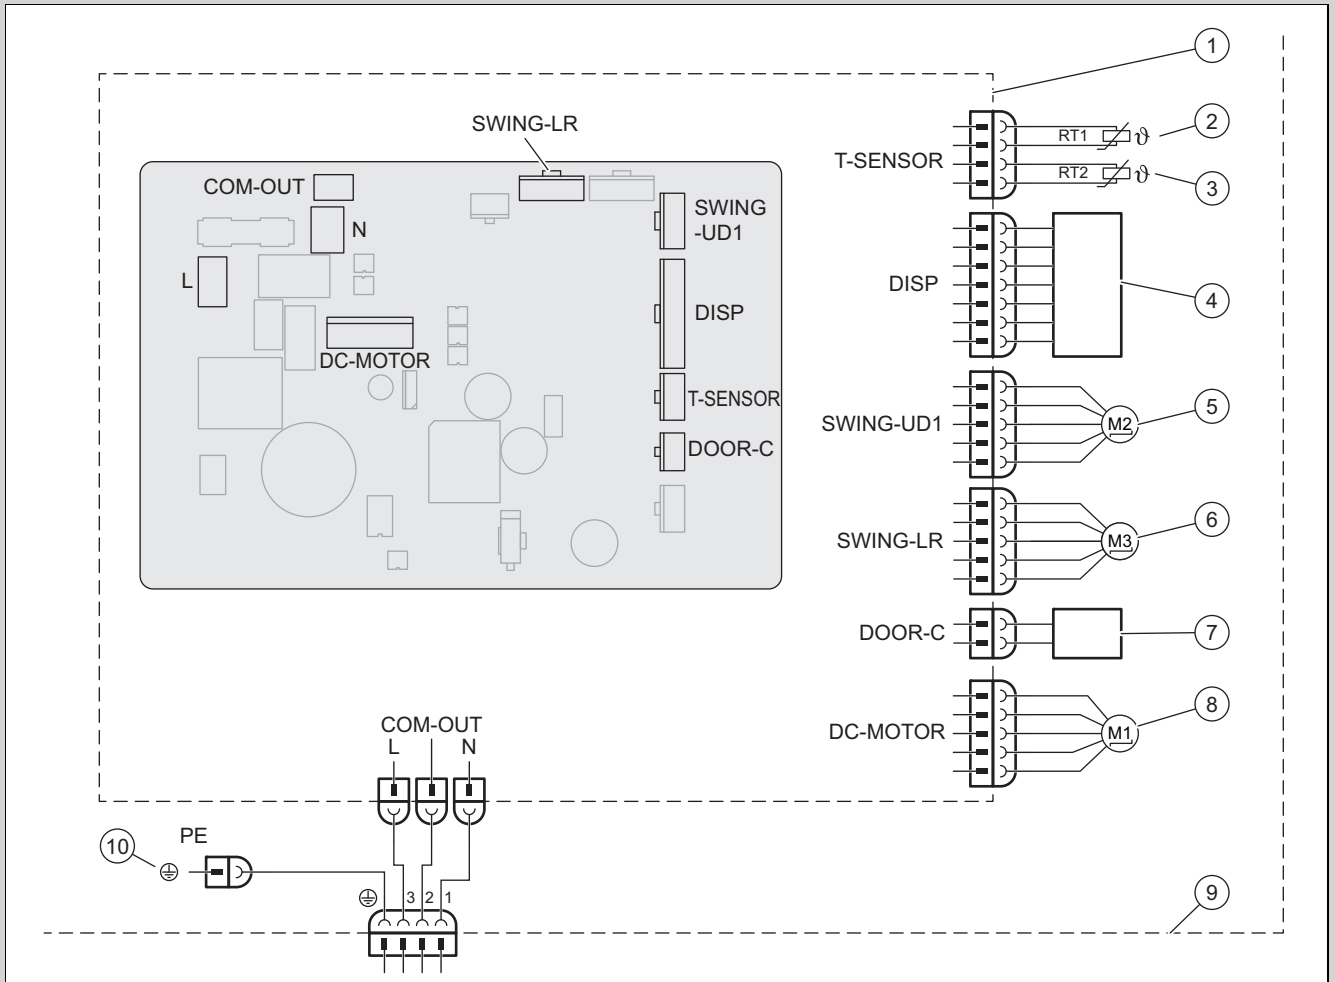 1
SWING-LR
2
RT1 ϑ
T-SENSOR
COM-OUT
RT2 ϑ
3
SWING
-UD1
N
L
DISP
4
DISP
DC-MOTOR
T-SENSOR
5
SWING-UD1
M2
DOOR-C
6
SWING-LR
M3
DOOR-C
7
8
COM-OUT
DC-MOTOR
M1
L
N
PE
10
3 2 1
9